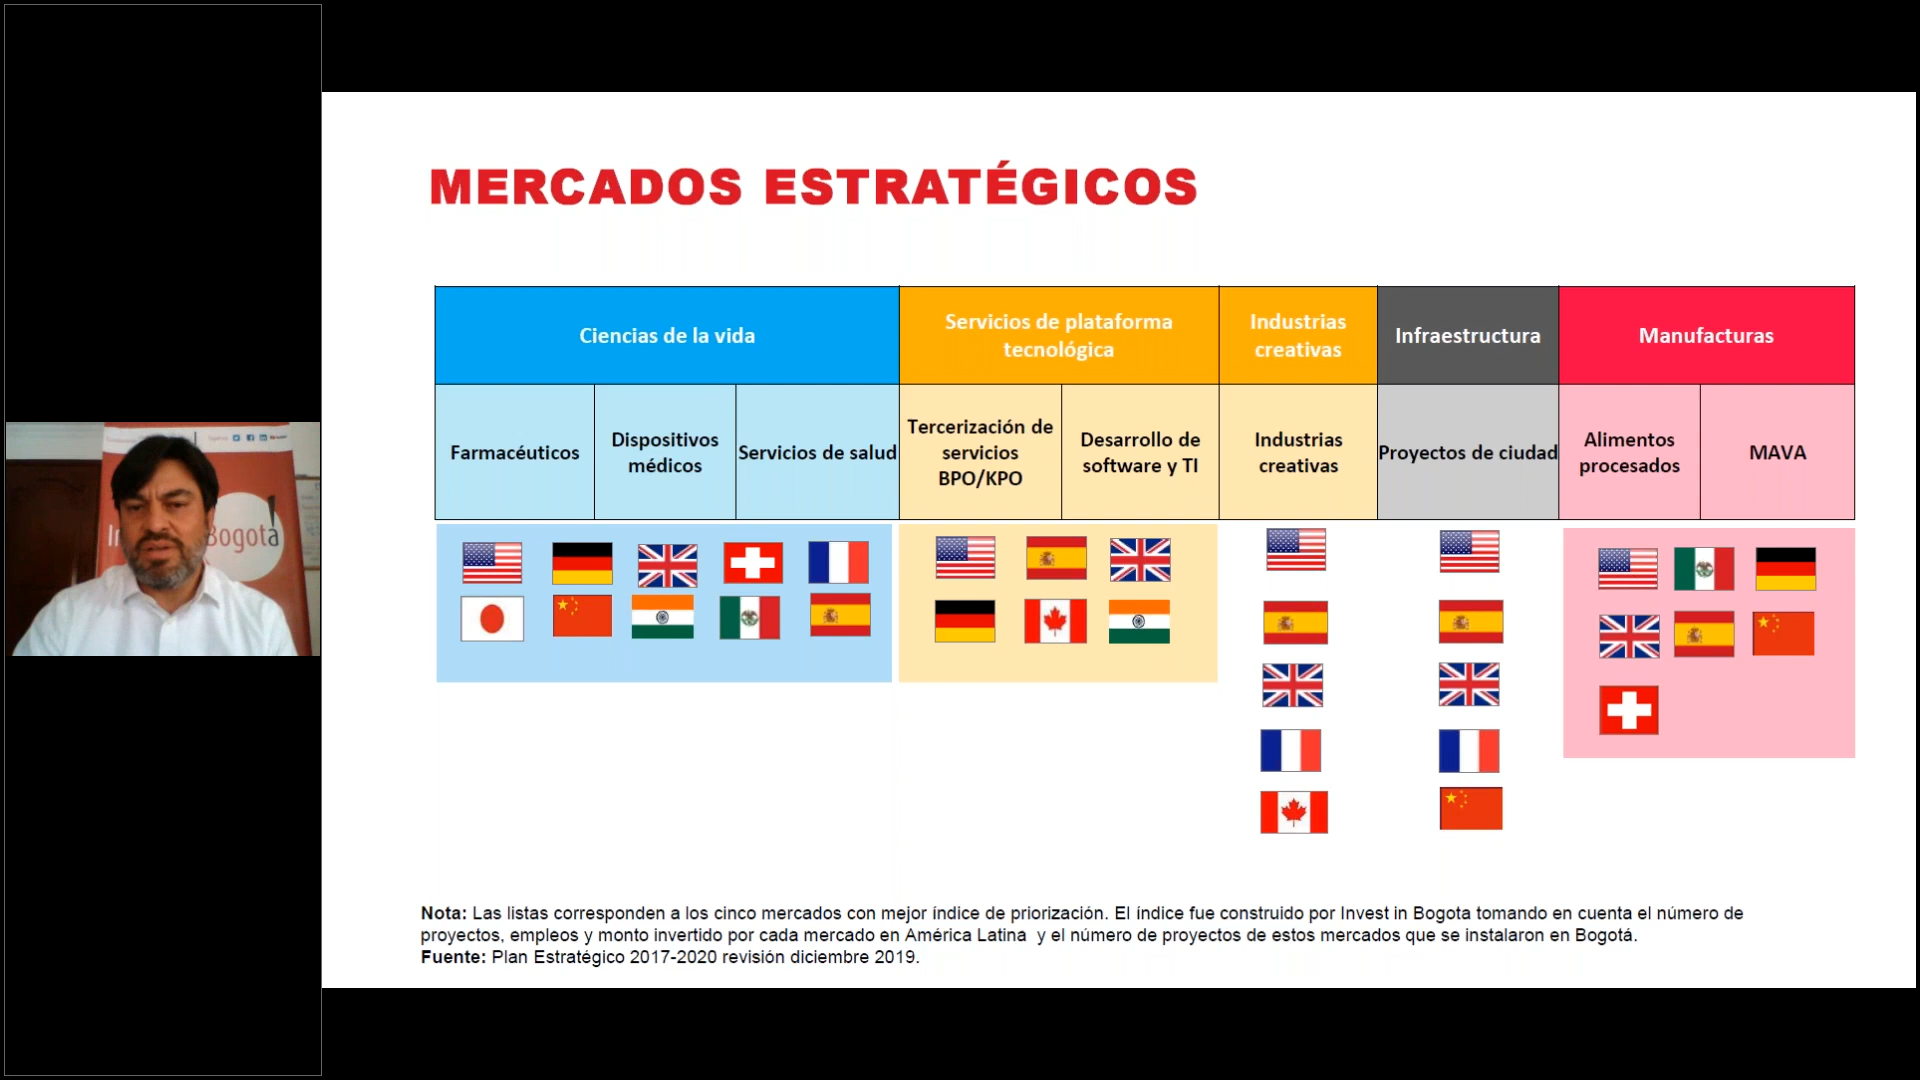 MERCADOS ESTRATÉGICOS
Ciencias de la vida
Servicios de plataforma
tecnológica
Industrias
creativas
Infraestructura
Manufacturas
Farmacéuticos
Dispositivos
médicos
Servicios de salud
Tercerización de
servicios
BPO/KPO
Desarrollo de
software y TI
Industrias
creativas
Proyectos de ciudad
Alimentos
procesados
MAVA
In
Bogotá
Nota: Las listas corresponden a los cinco mercados con mejor índice de priorización. El índice fue construido por Invest in Bogota tomando en cuenta el número de
proyectos, empleos y monto invertido por cada mercado en América Latina y el número de proyectos de estos mercados que se instalaron en Bogotá.
Fuente: Plan Estratégico 2017-2020 revisión diciembre 2019.